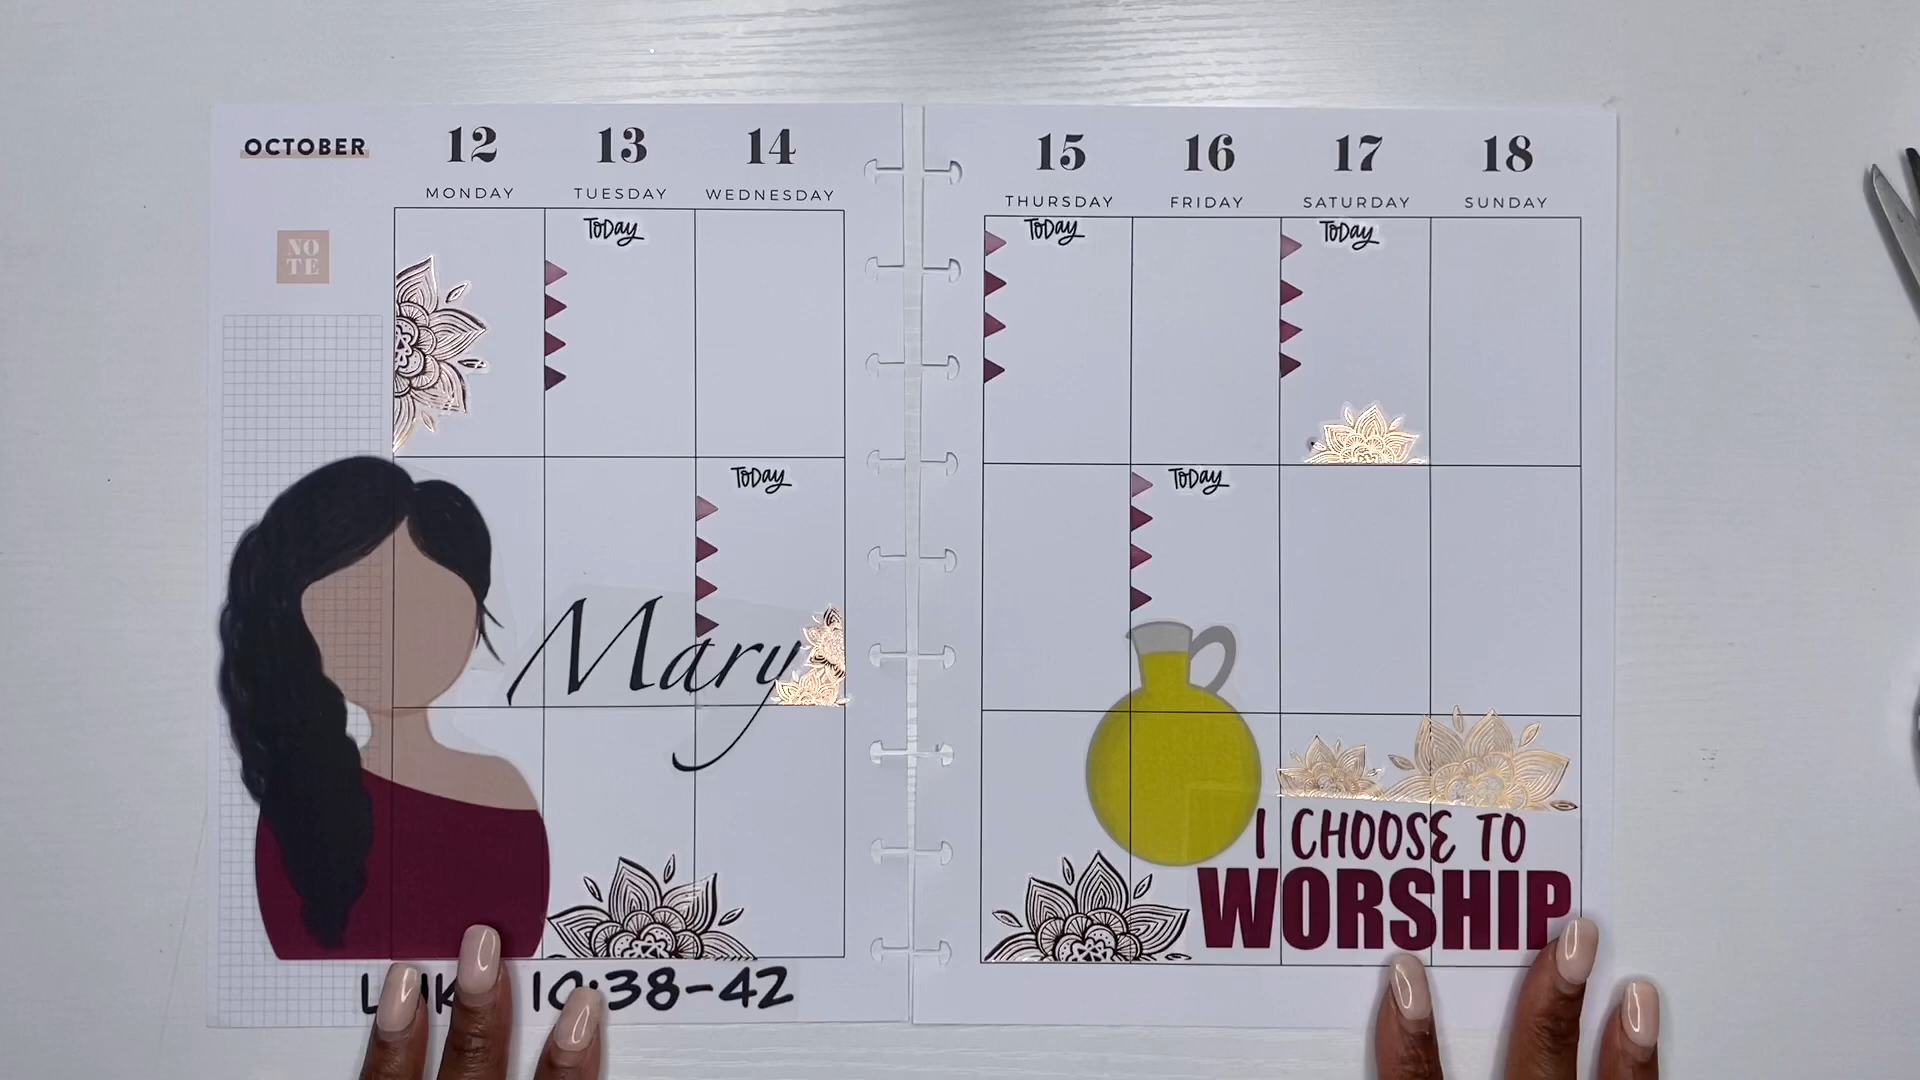 OCTOBER
12 13 14
MONDAY TUESDAY WEDNESDAY
15 16 17 18
THURSDAY FRIDAY SATURDAY SUNDAY
NO
TE
Today
Today
Today
Today
Today
Mary
I CHOOSE TO
WORSHIP
10:38-42